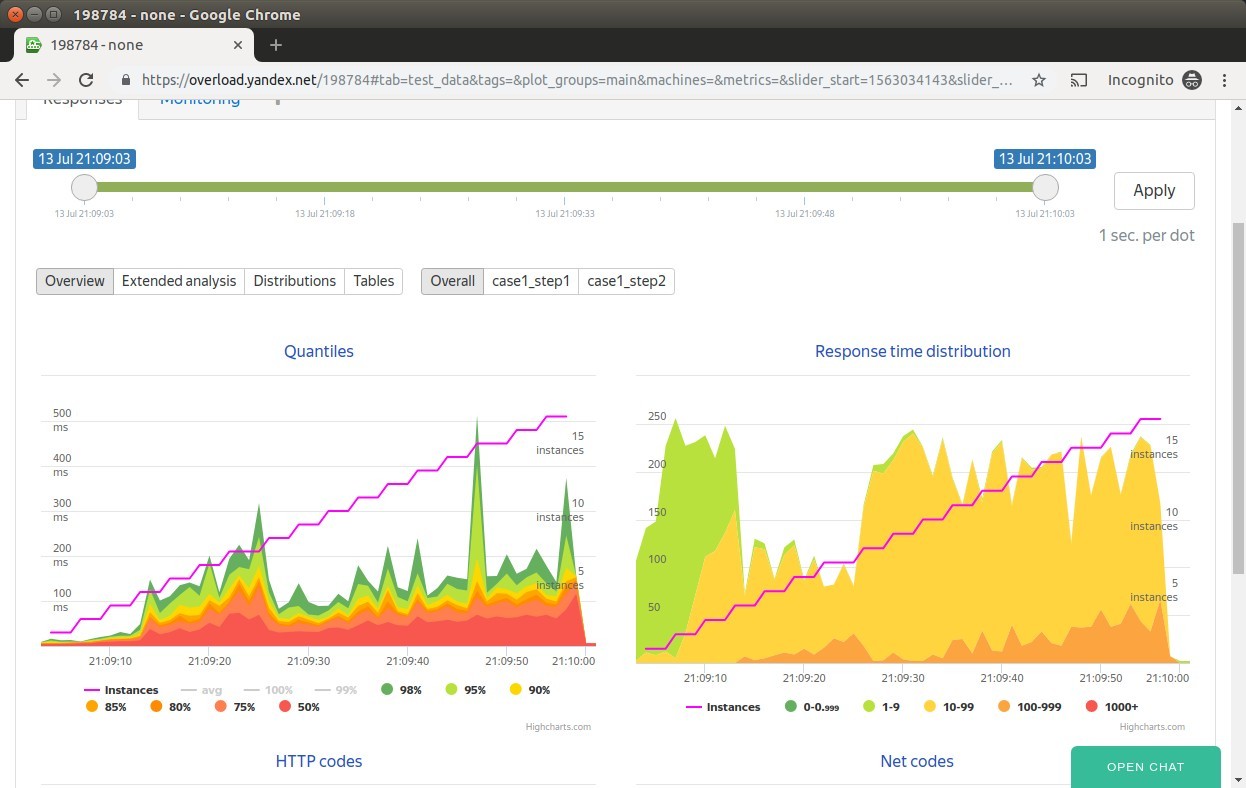 198784 - none - Google Chrome
198784 - none
https://overload.yandex.net/198784#tab=test_data&tags=&plot_groups=main&machines=&metrics=&slider_start=1563034143&slider_... Incognito
Responses Monitoring
13 Jul 21:09:03 13 Jul 21:10:03
Apply
13 Jul 21:09:03 13 Jul 21:09:18 13 Jul 21:09:33 13 Jul 21:09:48 13 Jul 21:10:03
1 sec. per dot
Overview Extended analysis Distributions Tables Overall case1_step1 case1_step2
Quantiles
500
ms
400
ms
300
ms
200
ms
100
ms
15
instances
10
instances
5
instances
21:09:10 21:09:20 21:09:30 21:09:40 21:09:50 21:10:00
Instances avg 100% 99% 98% 95% 90%
85% 80% 75% 50%
Highcharts.com
Response time distribution
250
200
150
100
50
15
instances
10
instances
5
instances
21:09:10 21:09:20 21:09:30 21:09:40 21:09:50 21:10:00
Instances 0-0.999 1-9 10-99 100-999 1000+
Highcharts.com
HTTP codes Net codes
OPEN CHAT